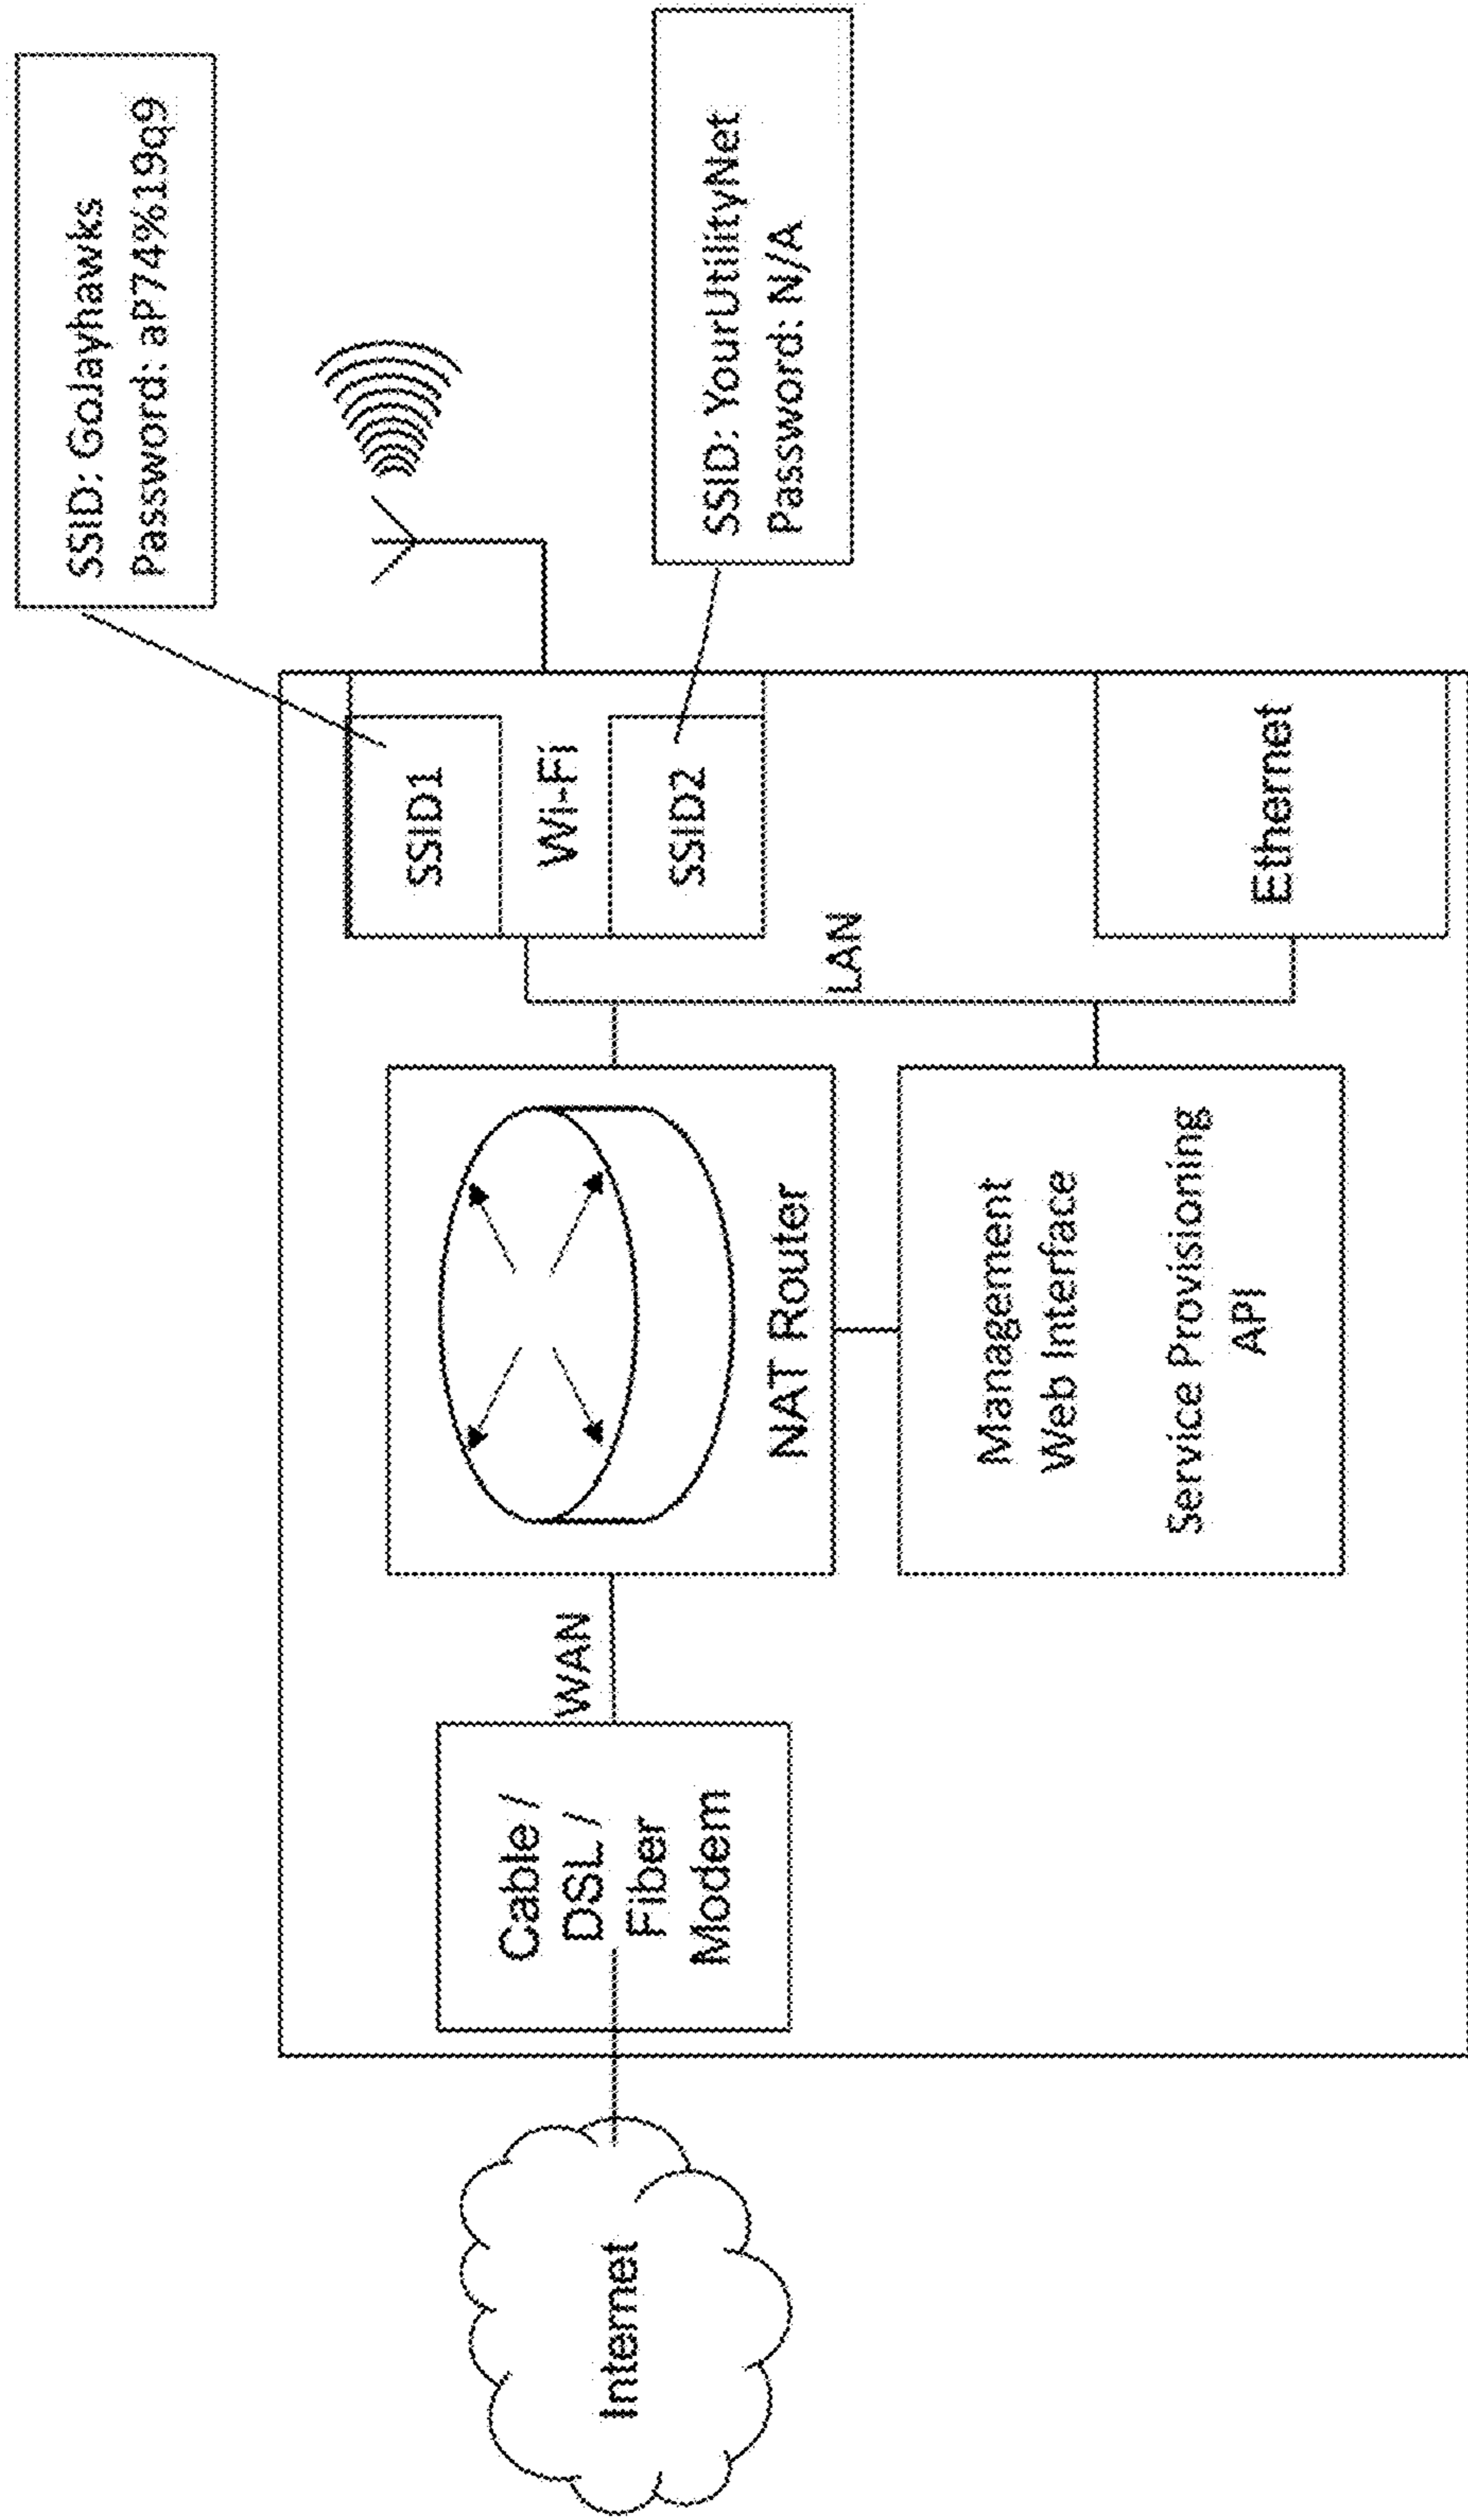 SSID: GoJayhawks
Password: aP74%19q9
SSID1
Wi-Fi
SSID2
SSID: YourUtilityNet
Password: N/A
LAN
Ethernet
Internet
Cable /
DSL /
Fiber
Modem
WAN
NAT Router
Management
Web Interface
Service Provisioning
API